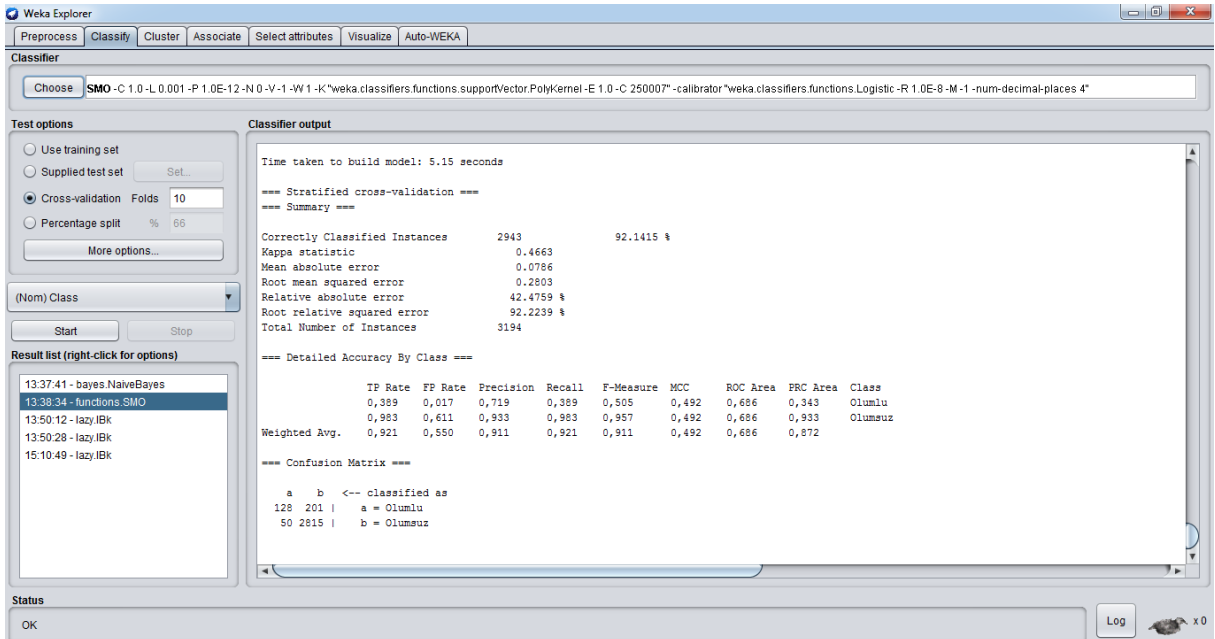 Weka Explorer
Preprocess Classify Cluster Associate Select attributes Visualize Auto-WEKA
Classifier
Choose SMO -C 1.0 -L 0.001 -P 1.0E-12 -N 0 -V -1 -W 1 -K "weka.classifiers.functions.supportVector.PolyKernel -E 1.0 -C 250007" -calibrator "weka.classifiers.functions.Logistic -R 1.0E-8 -M -1 -num-decimal-places 4"
Test options
Use training set
Supplied test set Set...
Cross-validation Folds 10
Percentage split % 66
More options...
(Nom) Class
Start Stop
Result list (right-click for options)
13:37:41 - bayes.NaiveBayes
13:38:34 - functions.SMO
13:50:12 - lazy.IBk
13:50:28 - lazy.IBk
15:10:49 - lazy.IBk
Classifier output
Time taken to build model: 5.15 seconds
=== Stratified cross-validation ===
=== Summary ===
Correctly Classified Instances 2943 92.1415 %
Kappa statistic 0.4663
Mean absolute error 0.0786
Root mean squared error 0.2803
Relative absolute error 42.4759 %
Root relative squared error 92.2239 %
Total Number of Instances 3194
=== Detailed Accuracy By Class ===
TP Rate FP Rate Precision Recall F-Measure MCC ROC Area PRC Area Class
0,389 0,017 0,719 0,389 0,505 0,492 0,686 0,343 Olumlu
0,983 0,611 0,933 0,983 0,957 0,492 0,686 0,933 Olumsuz
Weighted Avg. 0,921 0,550 0,911 0,921 0,911 0,492 0,686 0,872
=== Confusion Matrix ===
a b <-- classified as
128 201 | a = Olumlu
50 2815 | b = Olumsuz
Status
OK
Log x 0